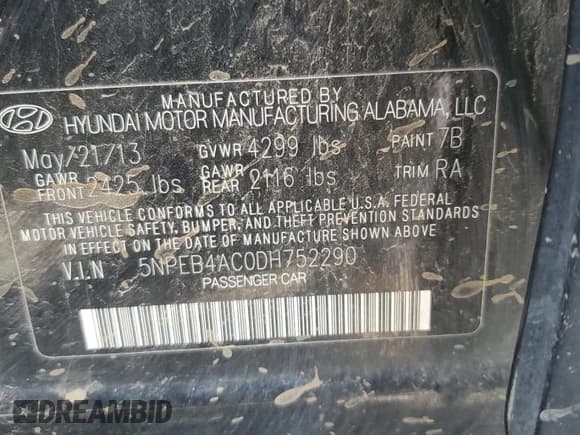 MANUFACTURED BY
HYUNDAI MOTOR MANUFACTURING ALABAMA, LLC
May/21/13 GVWR 4299 lbs PAINT 7B
GAWR FRONT 2425 lbs GAWR REAR 2116 lbs TRIM RA
THIS VEHICLE CONFORMS TO ALL APPLICABLE U.S.A. FEDERAL
MOTOR VEHICLE SAFETY, BUMPER, AND THEFT PREVENTION STANDARDS
IN EFFECT ON THE DATE OF MANUFACTURE SHOWN ABOVE
V.I.N 5NPEB4AC0DH752290
PASSENGER CAR
DREAMBID